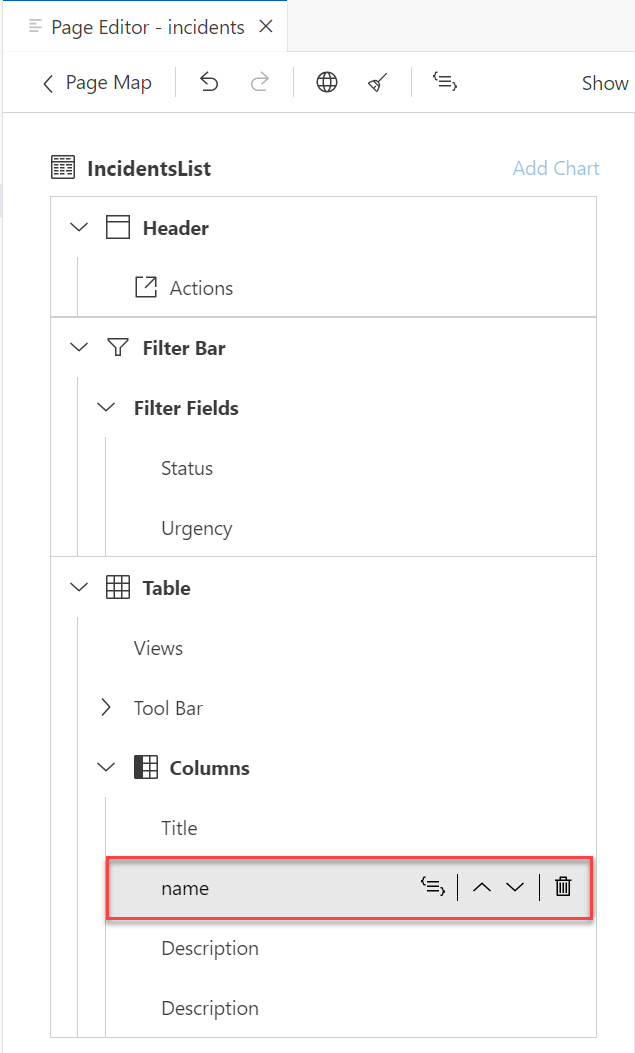 Page Editor - incidents
Page Map
Show
IncidentsList
Add Chart
Header
Actions
Filter Bar
Filter Fields
Status
Urgency
Table
Views
Tool Bar
Columns
Title
name
Description
Description